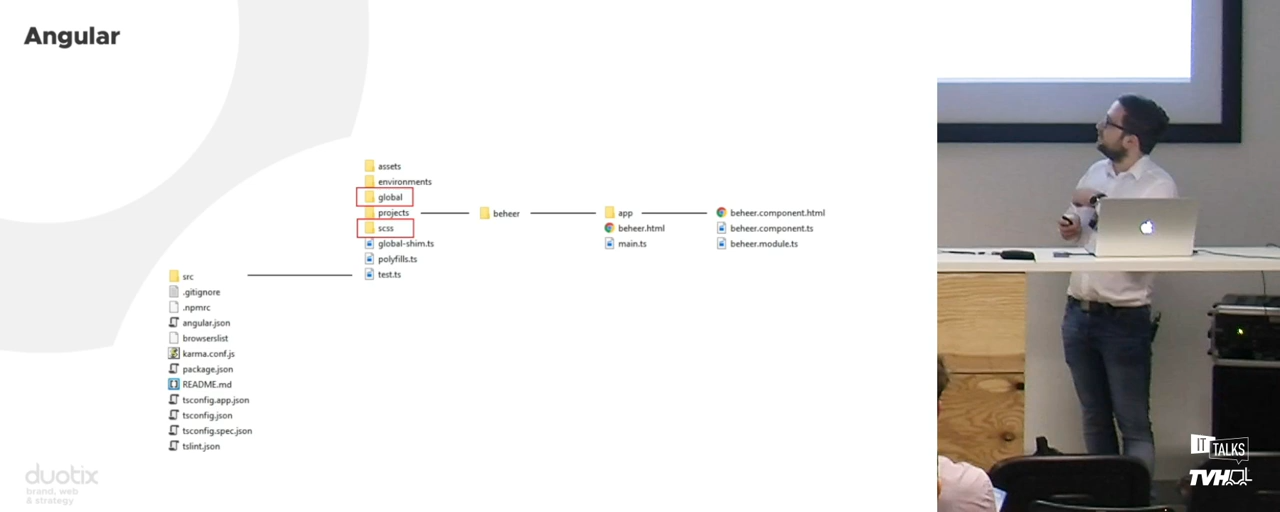 Angular
assets
environments
global
projects
scss
global-shim.ts
polyfills.ts
test.ts
beheer
app
beheer.html
main.ts
beheer.component.html
beheer.component.ts
beheer.module.ts
src
.gitignore
.npmrc
angular.json
browserslist
karma.conf.js
package.json
README.md
tsconfig.app.json
tsconfig.json
tsconfig.spec.json
tslint.json
duotix
brand, web
& strategy
IT
TALKS
TVH